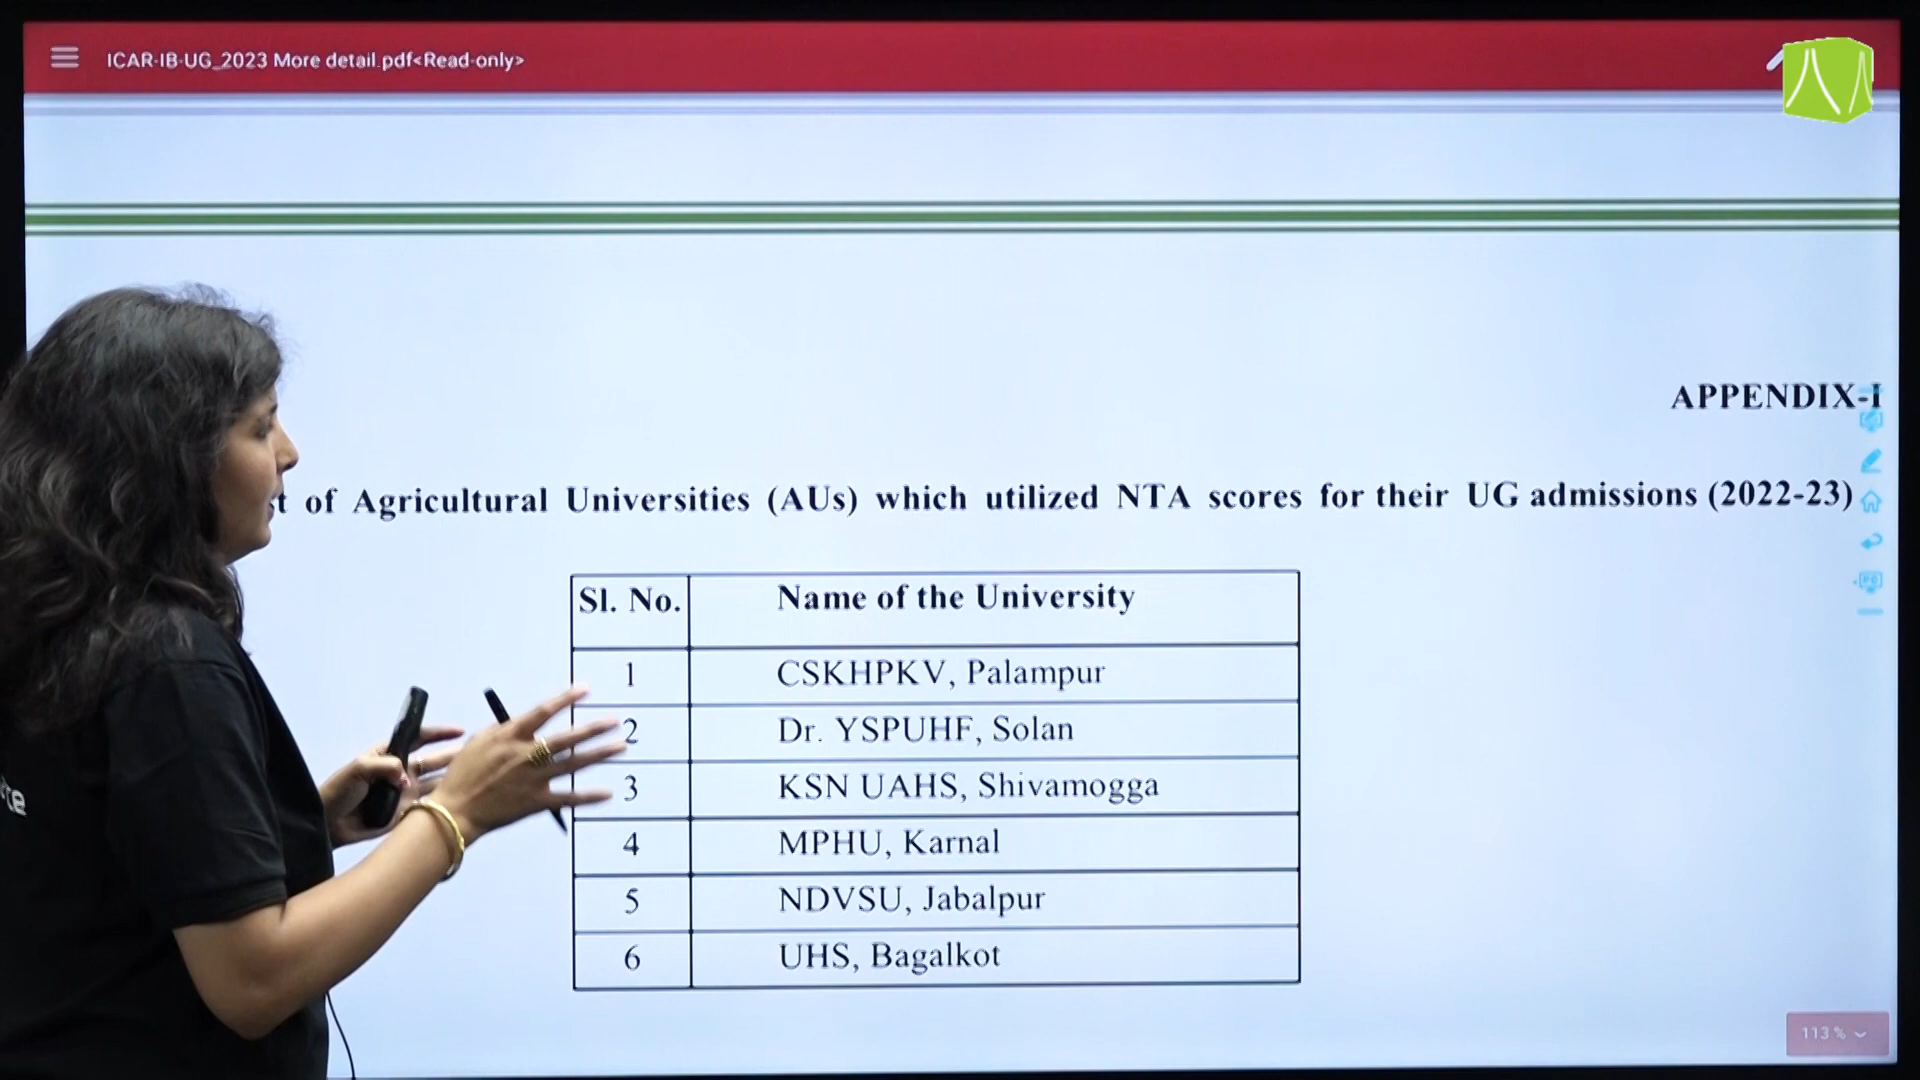 ICAR-IB-UG_2023 More detail.pdf<Read-only>
APPENDIX-I
of Agricultural Universities (AUs) which utilized NTA scores for their UG admissions (2022-23)
Sl. No. Name of the University
1 CSKHPKV, Palampur
2 Dr. YSPUHF, Solan
3 KSN UAHS, Shivamogga
4 MPHU, Karnal
5 NDVSU, Jabalpur
6 UHS, Bagalkot
113 %